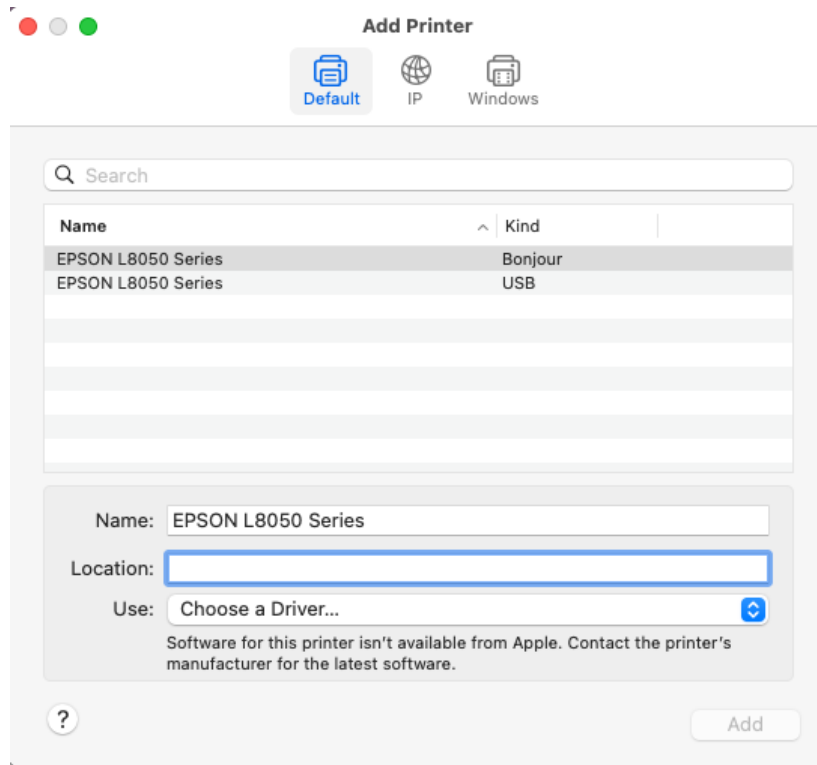 Add Printer
Default IP Windows
Search
Name Kind
EPSON L8050 Series Bonjour
EPSON L8050 Series USB
Name: EPSON L8050 Series
Location:
Use: Choose a Driver...
Software for this printer isn't available from Apple. Contact the printer's
manufacturer for the latest software.
? Add